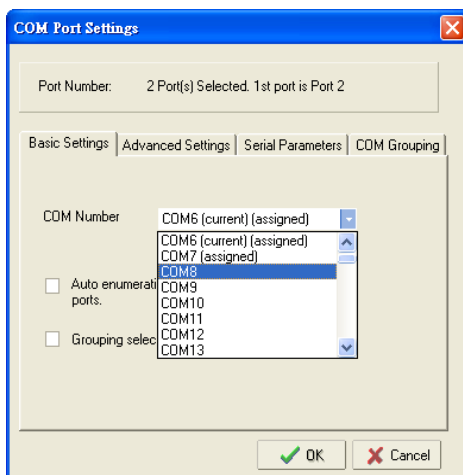 COM Port Settings
Port Number: 2 Port(s) Selected. 1st port is Port 2
Basic Settings Advanced Settings Serial Parameters COM Grouping
COM Number COM6 (current) (assigned)
COM6 (current) (assigned)
COM7 (assigned)
COM8
COM9
COM10
COM11
COM12
COM13
Auto
ports.
Grouping
OK Cancel